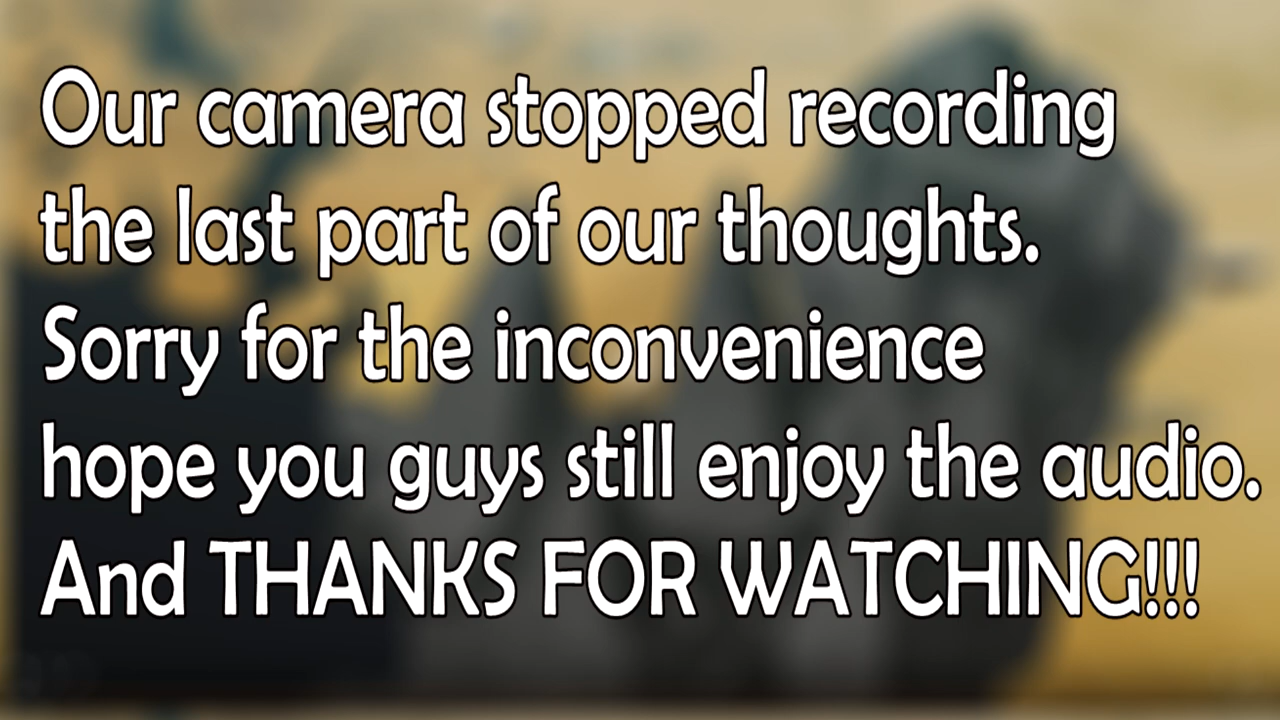 Our camera stopped recording
the last part of our thoughts.
Sorry for the inconvenience
hope you guys still enjoy the audio.
And THANKS FOR WATCHING!!!